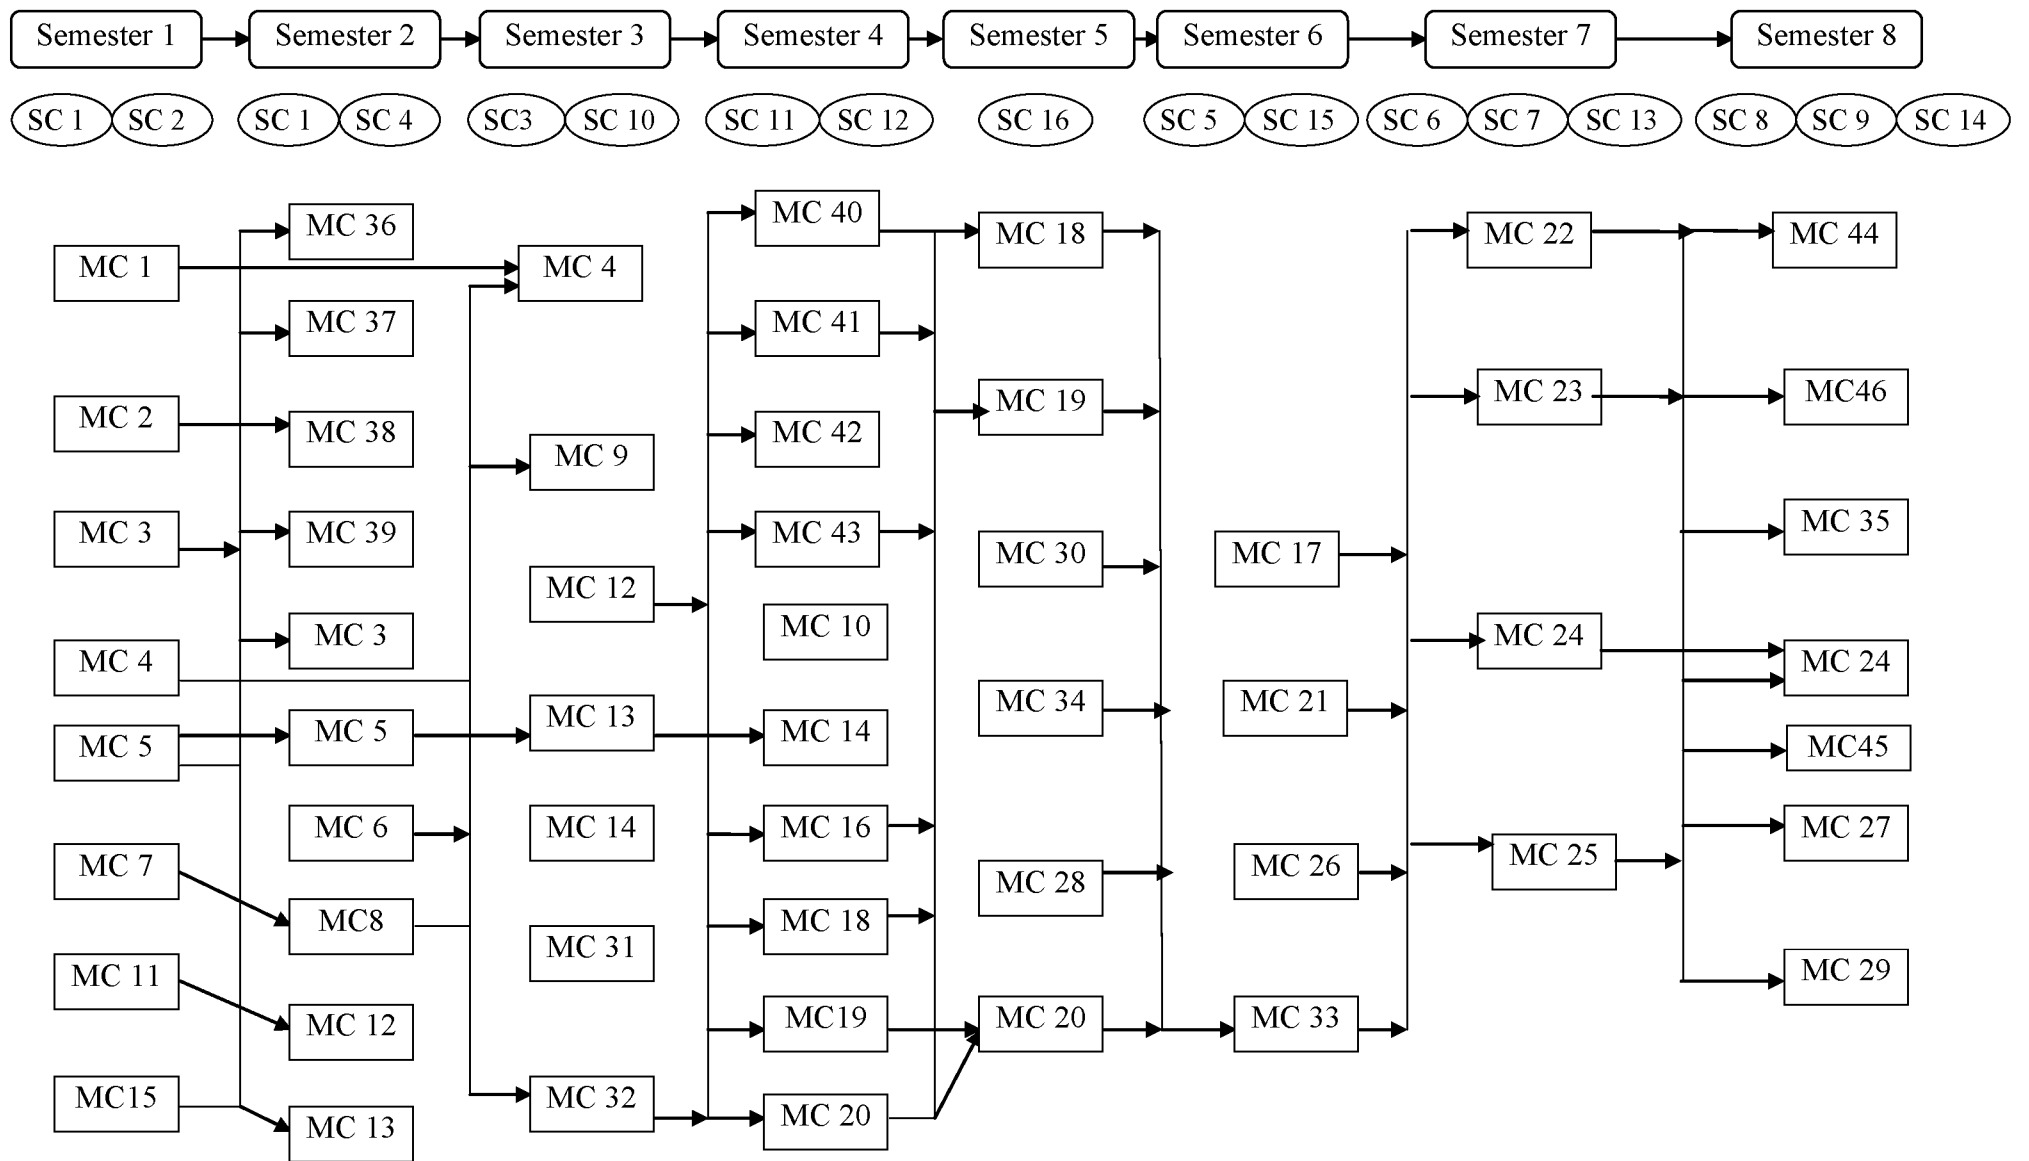 Semester 1
Semester 2
Semester 3
Semester 4
Semester 5
Semester 6
Semester 7
Semester 8
SC 1
SC 2
SC 1
SC 4
SC3
SC 10
SC 11
SC 12
SC 16
SC 5
SC 15
SC 6
SC 7
SC 13
SC 8
SC 9
SC 14
MC 1
MC 2
MC 3
MC 4
MC 5
MC 7
MC 11
MC15
MC 36
MC 37
MC 38
MC 39
MC 3
MC 5
MC 6
MC8
MC 12
MC 13
MC 4
MC 9
MC 12
MC 13
MC 14
MC 31
MC 32
MC 40
MC 41
MC 42
MC 43
MC 10
MC 14
MC 16
MC 18
MC19
MC 20
MC 18
MC 19
MC 30
MC 34
MC 28
MC 20
MC 17
MC 21
MC 26
MC 33
MC 22
MC 23
MC 24
MC 25
MC 44
MC46
MC 35
MC 24
MC45
MC 27
MC 29